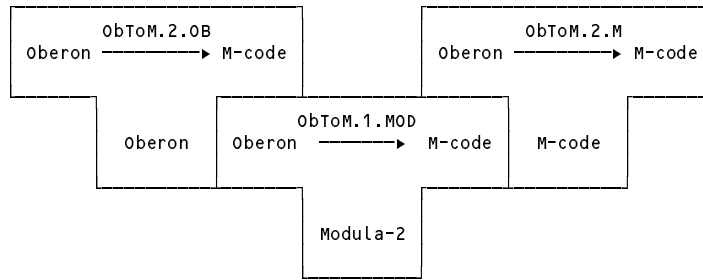 ObToM.2.OB ObToM.2.M
Oberon M-code Oberon M-code
ObToM.1.MOD
Oberon Oberon M-code M-code
Modula-2